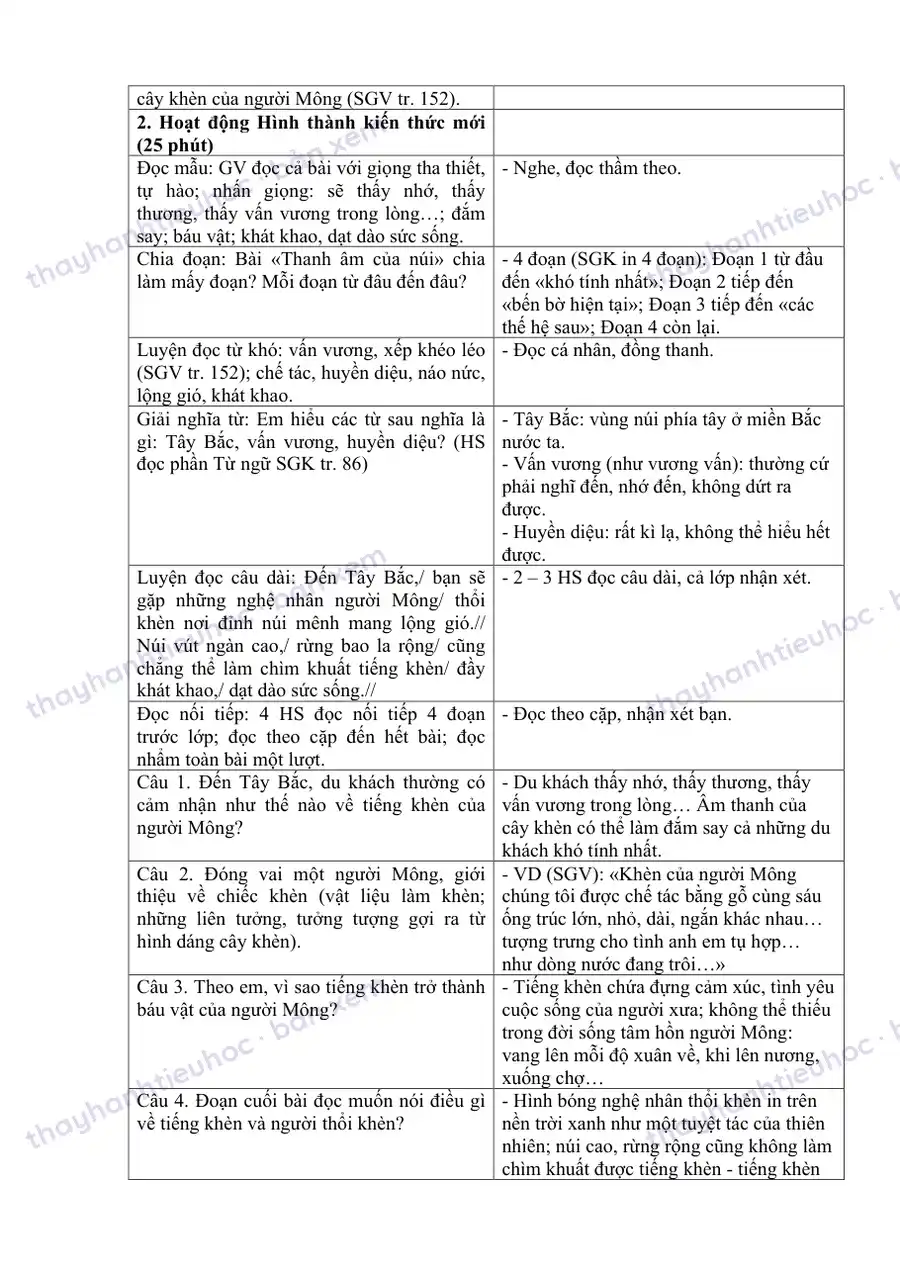 cây khèn của người Mông (SGV tr. 152).
2. Hoạt động Hình thành kiến thức mới
(25 phút)
Đọc mẫu: GV đọc cả bài với giọng tha thiết,
tự hào; nhấn giọng: sẽ thấy nhớ, thấy
thương, thấy vấn vương trong lòng…; đắm
say; báu vật; khát khao, dạt dào sức sống.
- Nghe, đọc thầm theo.
Chia đoạn: Bài «Thanh âm của núi» chia
làm mấy đoạn? Mỗi đoạn từ đâu đến đâu?
- 4 đoạn (SGK in 4 đoạn): Đoạn 1 từ đầu
đến «khó tính nhất»; Đoạn 2 tiếp đến
«bến bờ hiện tại»; Đoạn 3 tiếp đến «các
thế hệ sau»; Đoạn 4 còn lại.
Luyện đọc từ khó: vấn vương, xếp khéo léo
(SGV tr. 152); chế tác, huyền diệu, náo nức,
lộng gió, khát khao.
- Đọc cá nhân, đồng thanh.
Giải nghĩa từ: Em hiểu các từ sau nghĩa là
gì: Tây Bắc, vấn vương, huyền diệu? (HS
đọc phần Từ ngữ SGK tr. 86)
- Tây Bắc: vùng núi phía tây ở miền Bắc
nước ta.
- Vấn vương (như vương vấn): thường cứ
phải nghĩ đến, nhớ đến, không dứt ra
được.
- Huyền diệu: rất kì lạ, không thể hiểu hết
được.
Luyện đọc câu dài: Đến Tây Bắc,/ bạn sẽ
gặp những nghệ nhân người Mông/ thổi
khèn nơi đỉnh núi mênh mang lộng gió.//
Núi vút ngàn cao,/ rừng bao la rộng/ cũng
chẳng thể làm chìm khuất tiếng khèn/ đầy
khát khao,/ dạt dào sức sống.//
- 2 – 3 HS đọc câu dài, cả lớp nhận xét.
Đọc nối tiếp: 4 HS đọc nối tiếp 4 đoạn
trước lớp; đọc theo cặp đến hết bài; đọc
nhẩm toàn bài một lượt.
- Đọc theo cặp, nhận xét bạn.
Câu 1. Đến Tây Bắc, du khách thường có
cảm nhận như thế nào về tiếng khèn của
người Mông?
- Du khách thấy nhớ, thấy thương, thấy
vấn vương trong lòng… Âm thanh của
cây khèn có thể làm đắm say cả những du
khách khó tính nhất.
Câu 2. Đóng vai một người Mông, giới
thiệu về chiếc khèn (vật liệu làm khèn;
những liên tưởng, tưởng tượng gợi ra từ
hình dáng cây khèn).
- VD (SGV): «Khèn của người Mông
chúng tôi được chế tác bằng gỗ cùng sáu
ống trúc lớn, nhỏ, dài, ngắn khác nhau…
tượng trưng cho tình anh em tụ hợp…
như dòng nước đang trôi…»
Câu 3. Theo em, vì sao tiếng khèn trở thành
báu vật của người Mông?
- Tiếng khèn chứa đựng cảm xúc, tình yêu
cuộc sống của người xưa; không thể thiếu
trong đời sống tâm hồn người Mông:
vang lên mỗi độ xuân về, khi lên nương,
xuống chợ…
Câu 4. Đoạn cuối bài đọc muốn nói điều gì
về tiếng khèn và người thổi khèn?
- Hình bóng nghệ nhân thổi khèn in trên
nền trời xanh như một tuyệt tác của thiên
nhiên; núi cao, rừng rộng cũng không làm
chìm khuất được tiếng khèn - tiếng khèn
thayhanhtieuhoc · bản xem
thayhanhtieuhoc · b
thayhanhtieuhoc · bản xem
thayhanhtieuhoc · b
thayhanhtieuhoc · bản xem
thayhanhtieuhoc · b